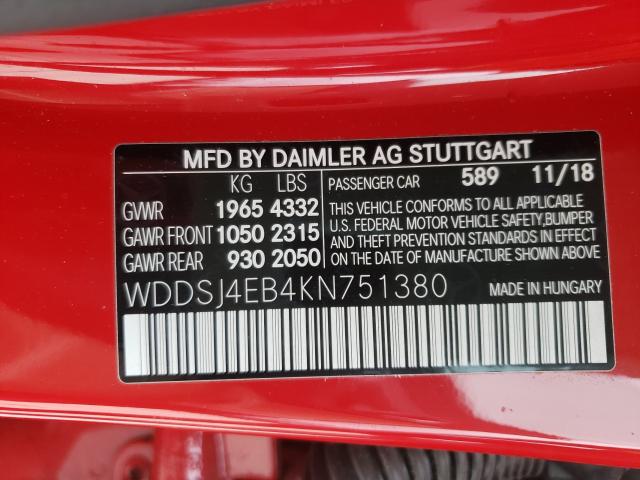 MFD BY DAIMLER AG STUTTGART
KG LBS
GVWR 1965 4332
GAWR FRONT 1050 2315
GAWR REAR 930 2050
PASSENGER CAR 589 11/18
THIS VEHICLE CONFORMS TO ALL APPLICABLE
U.S. FEDERAL MOTOR VEHICLE SAFETY,BUMPER
AND THEFT PREVENTION STANDARDS IN EFFECT
ON THE DATE OF MANUFACTURE SHOWN ABOVE
WDDSJ4EB4KN751380 MADE IN HUNGARY